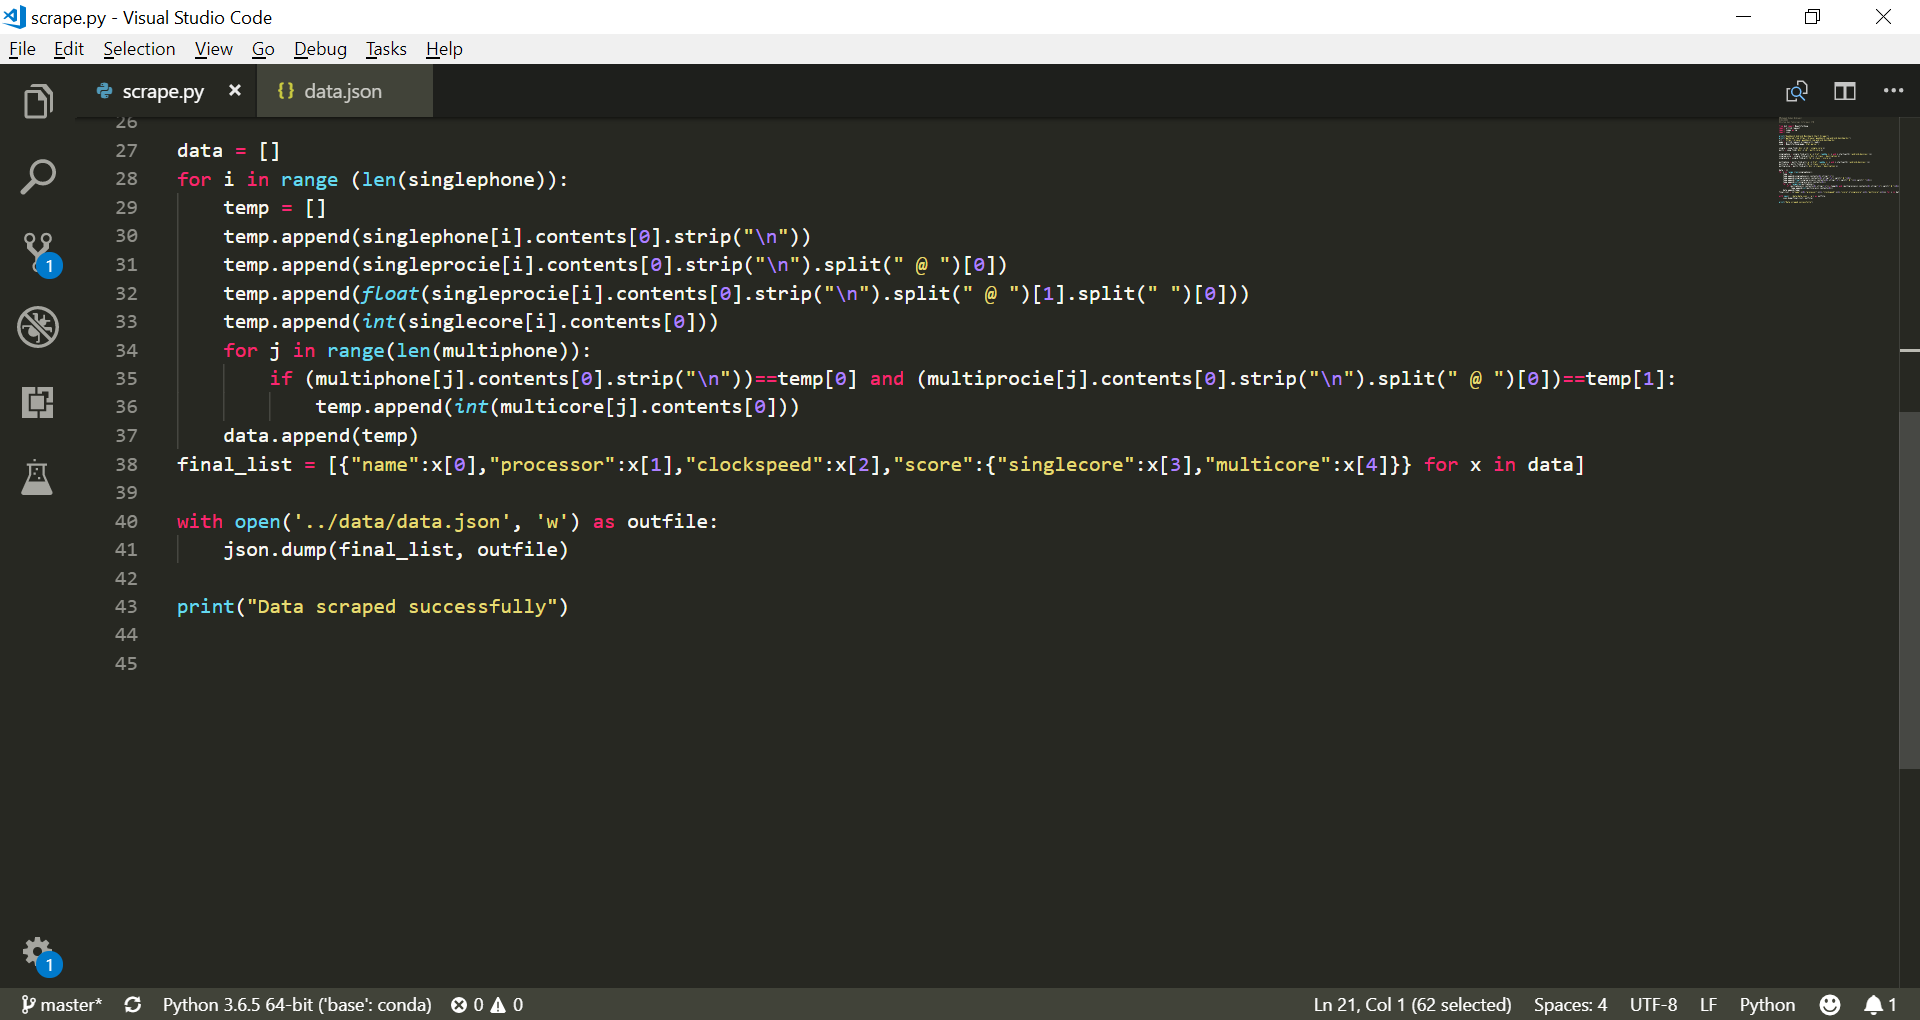 scrape.py - Visual Studio Code
File Edit Selection View Go Debug Tasks Help
scrape.py × {} data.json
26
27 data = []
28 for i in range (len(singlephone)):
29     temp = []
30     temp.append(singlephone[i].contents[0].strip("\n"))
31     temp.append(singleprocie[i].contents[0].strip("\n").split(" @ ")[0])
32     temp.append(float(singleprocie[i].contents[0].strip("\n").split(" @ ")[1].split(" ")[0]))
33     temp.append(int(singlecore[i].contents[0]))
34     for j in range(len(multiphone)):
35         if (multiphone[j].contents[0].strip("\n"))==temp[0] and (multiprocie[j].contents[0].strip("\n").split(" @ ")[0])==temp[1]:
36             temp.append(int(multicore[j].contents[0]))
37     data.append(temp)
38 final_list = [{"name":x[0],"processor":x[1],"clockspeed":x[2],"score":{"singlecore":x[3],"multicore":x[4]}} for x in data]
39
40 with open('../data/data.json', 'w') as outfile:
41     json.dump(final_list, outfile)
42
43 print("Data scraped successfully")
44
45
1
1
master* Python 3.6.5 64-bit ('base': conda) 0 0 Ln 21, Col 1 (62 selected) Spaces: 4 UTF-8 LF Python 1